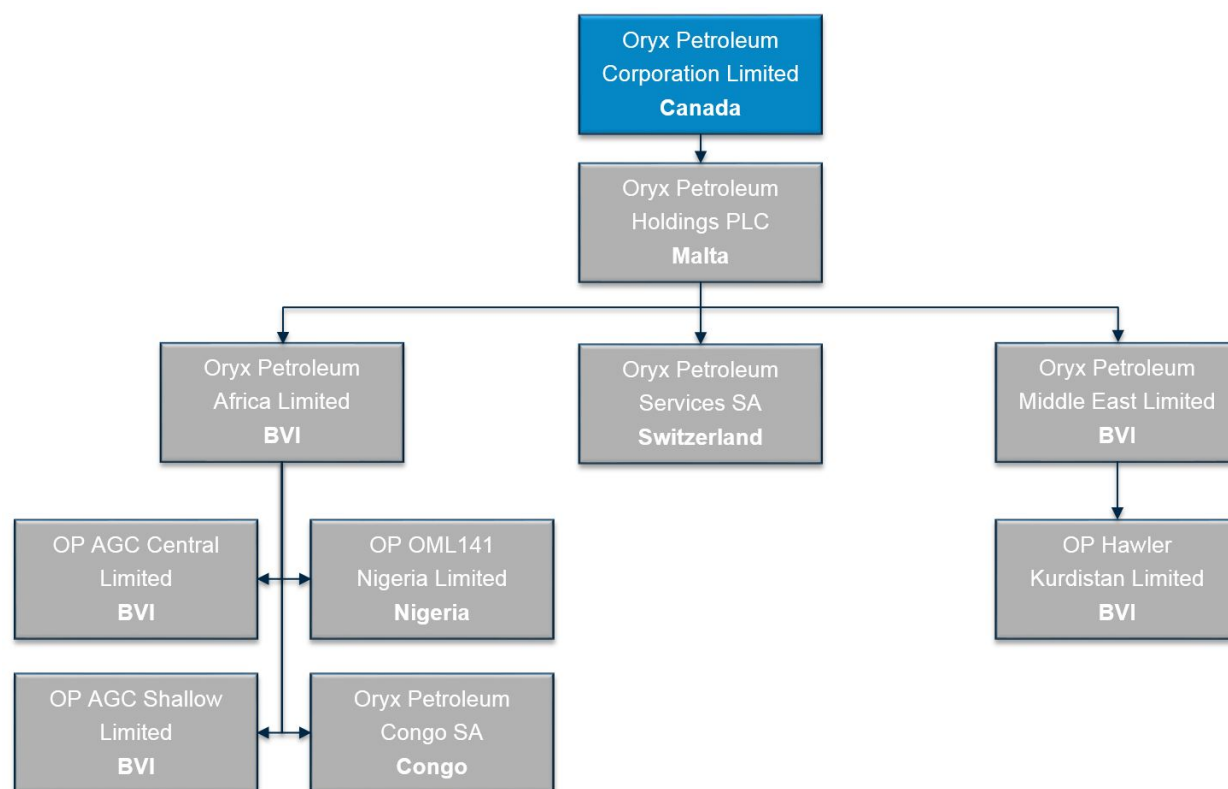 Oryx Petroleum
Corporation Limited
Canada
Oryx Petroleum
Holdings PLC
Malta
Oryx Petroleum
Africa Limited
BVI
Oryx Petroleum
Services SA
Switzerland
Oryx Petroleum
Middle East Limited
BVI
OP AGC Central
Limited
BVI
OP OML141
Nigeria Limited
Nigeria
OP Hawler
Kurdistan Limited
BVI
OP AGC Shallow
Limited
BVI
Oryx Petroleum
Congo SA
Congo